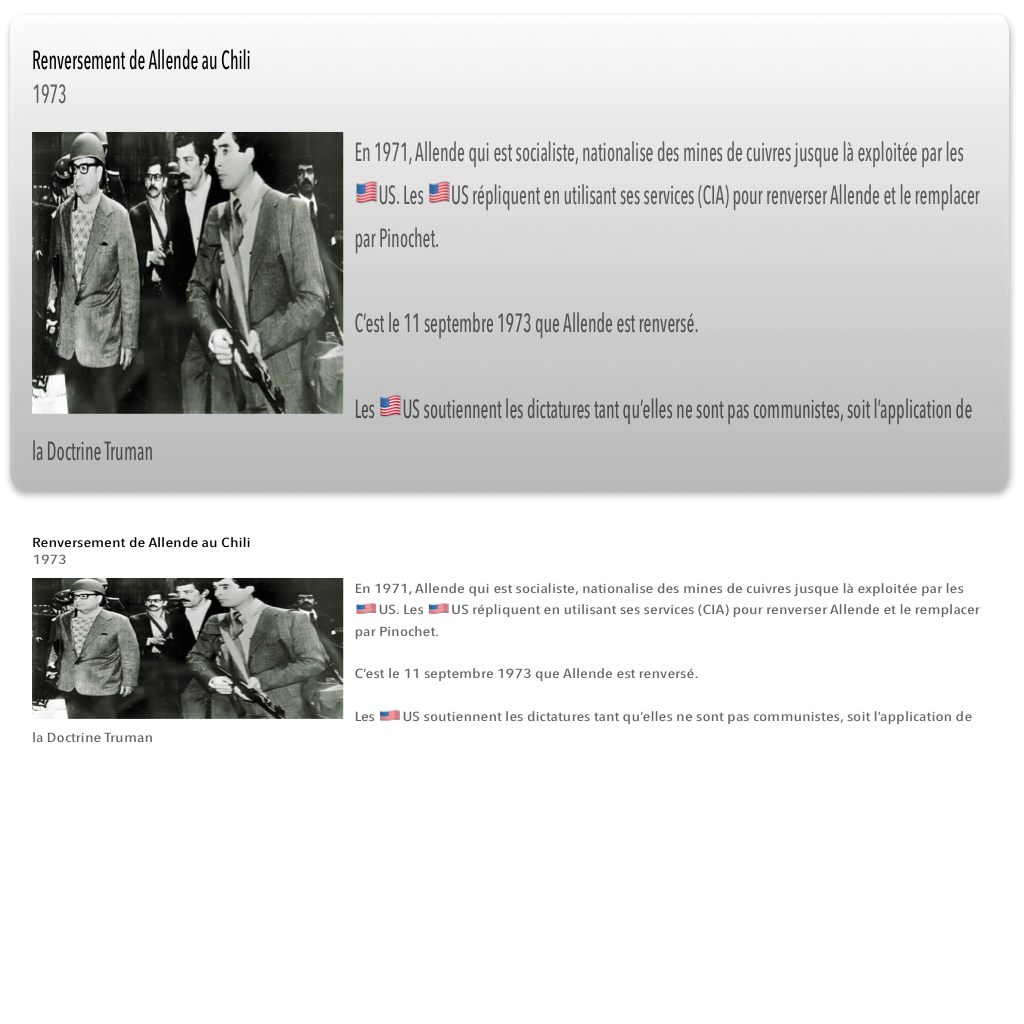 Renversement de Allende au Chili
1973
En 1971, Allende qui est socialiste, nationalise des mines de cuivres jusque là exploitée par les
🇺🇸US. Les 🇺🇸US répliquent en utilisant ses services (CIA) pour renverser Allende et le remplacer
par Pinochet.
C’est le 11 septembre 1973 que Allende est renversé.
Les 🇺🇸US soutiennent les dictatures tant qu’elles ne sont pas communistes, soit l’application de
la Doctrine Truman
Renversement de Allende au Chili
1973
En 1971, Allende qui est socialiste, nationalise des mines de cuivres jusque là exploitée par les
🇺🇸US. Les 🇺🇸US répliquent en utilisant ses services (CIA) pour renverser Allende et le remplacer
par Pinochet.
C’est le 11 septembre 1973 que Allende est renversé.
Les 🇺🇸US soutiennent les dictatures tant qu’elles ne sont pas communistes, soit l’application de
la Doctrine Truman